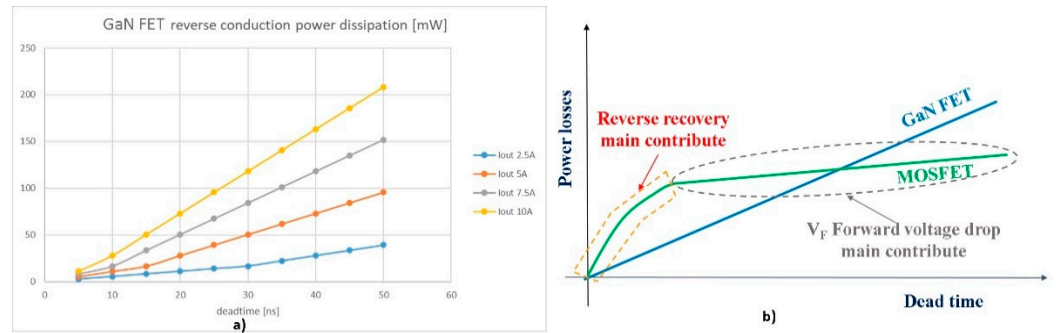 GaN FET reverse conduction power dissipation [mW]
250
200
150
100
50
0
0 10 20 30 40 50 60
deadtime [ns]
Iout 2.5A
Iout 5A
Iout 7.5A
Iout 10A
a)
Power losses
Reverse recovery
main contribute
GaN FET
MOSFET
VF Forward voltage drop
main contribute
Dead time
b)